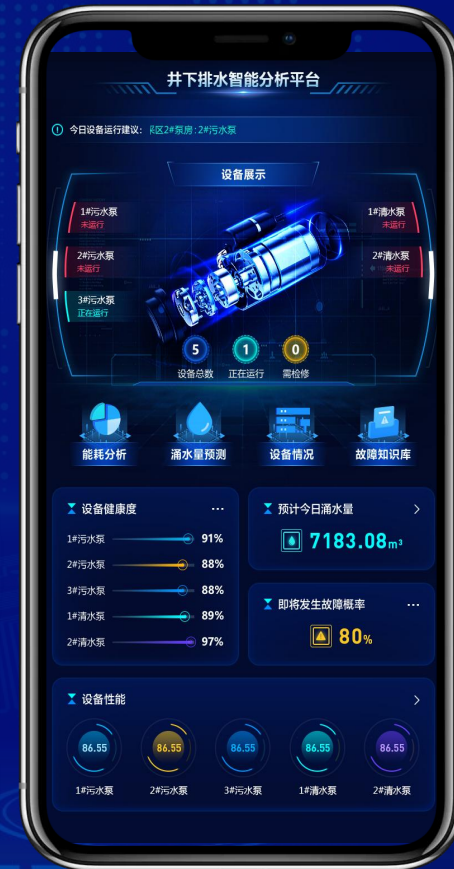 井下排水智能分析平台
今日设备运行建议: 区2#泵房:2#污水泵
设备展示
1#污水泵
未运行
1#清水泵
未运行
2#污水泵
未运行
2#清水泵
未运行
3#污水泵
正在运行
5 1 0
设备总数 正在运行 需检修
能耗分析 涌水量预测 设备情况 故障知识库
设备健康度 ...
1#污水泵 91%
2#污水泵 88%
3#污水泵 88%
1#清水泵 89%
2#清水泵 97%
预计今日涌水量 >
7183.08m³
即将发生故障概率 ...
80%
设备性能 >
86.55 86.55 86.55 86.55 86.55
1#污水泵 2#污水泵 3#污水泵 1#清水泵 2#清水泵